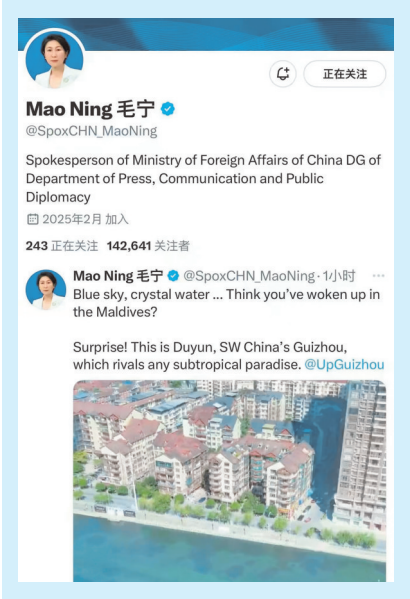 正在关注
Mao Ning 毛宁
@SpoxCHN_MaoNing
Spokesperson of Ministry of Foreign Affairs of China DG of
Department of Press, Communication and Public
Diplomacy
2025年2月 加入
243 正在关注 142,641 关注者
Mao Ning 毛宁 @SpoxCHN_MaoNing · 1小时 ···
Blue sky, crystal water ... Think you’ve woken up in
the Maldives?
Surprise! This is Duyun, SW China’s Guizhou,
which rivals any subtropical paradise. @UpGuizhou